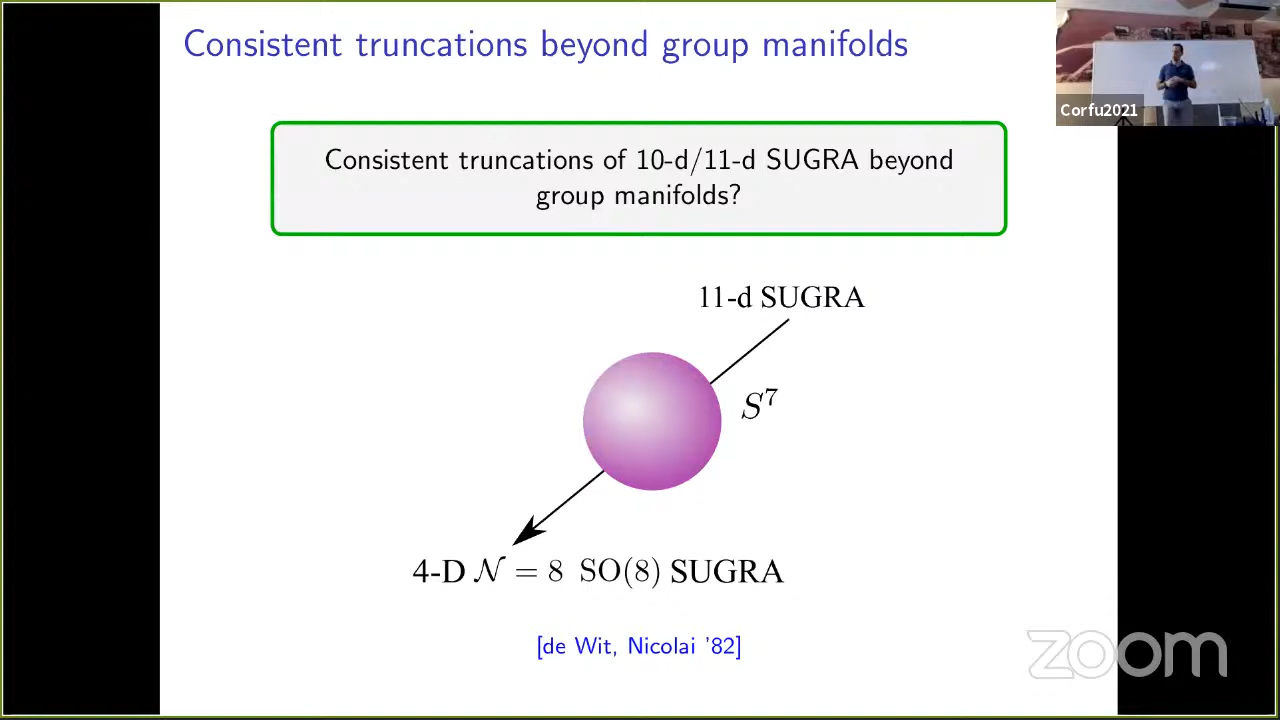 Consistent truncations beyond group manifolds
Corfu2021
Consistent truncations of 10-d/11-d SUGRA beyond
group manifolds?
11-d SUGRA
S⁷
4-D 𝒩 = 8 SO(8) SUGRA
[de Wit, Nicolai '82]
zoom